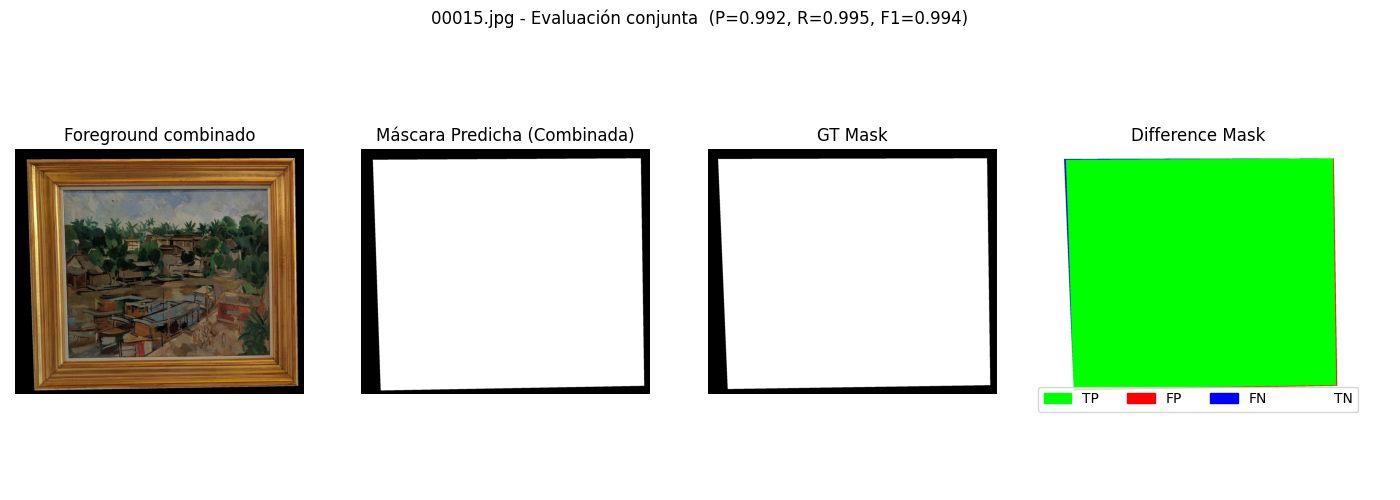 00015.jpg - Evaluación conjunta  (P=0.992, R=0.995, F1=0.994)
Foreground combinado
Máscara Predicha (Combinada)
GT Mask
Difference Mask
TP
FP
FN
TN